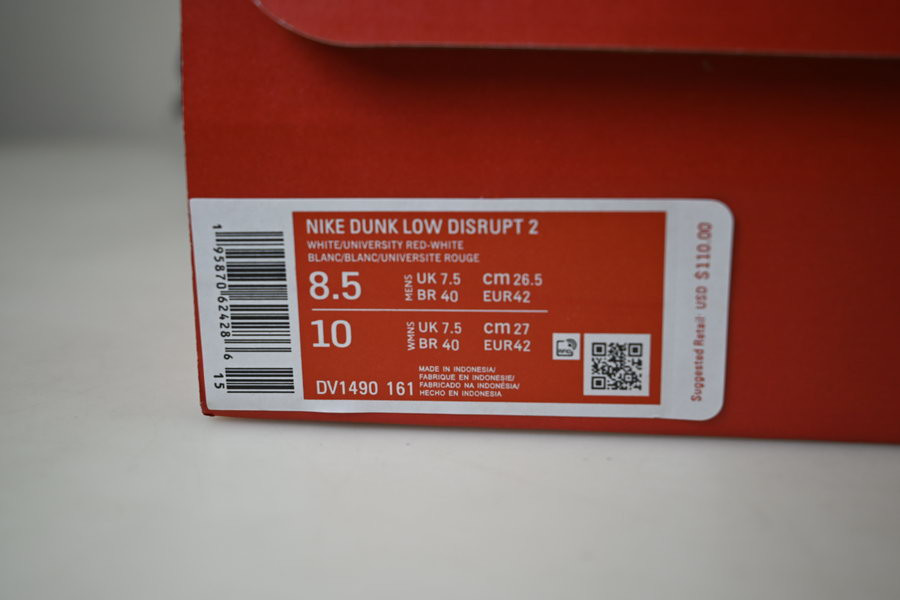 NIKE DUNK LOW DISRUPT 2
WHITE/UNIVERSITY RED-WHITE
BLANC/BLANC/UNIVERSITE ROUGE
8.5 MENS UK 7.5 cm 26.5
BR 40 EUR42
10 WMNS UK 7.5 cm 27
BR 40 EUR42
MADE IN INDONESIA/
FABRIQUE EN INDONESIE/
FABRICADO NA INDONÉSIA/
HECHO EN INDONESIA
DV1490 161
1 95870 62428 6 15
Suggested Retail: USD $110.00